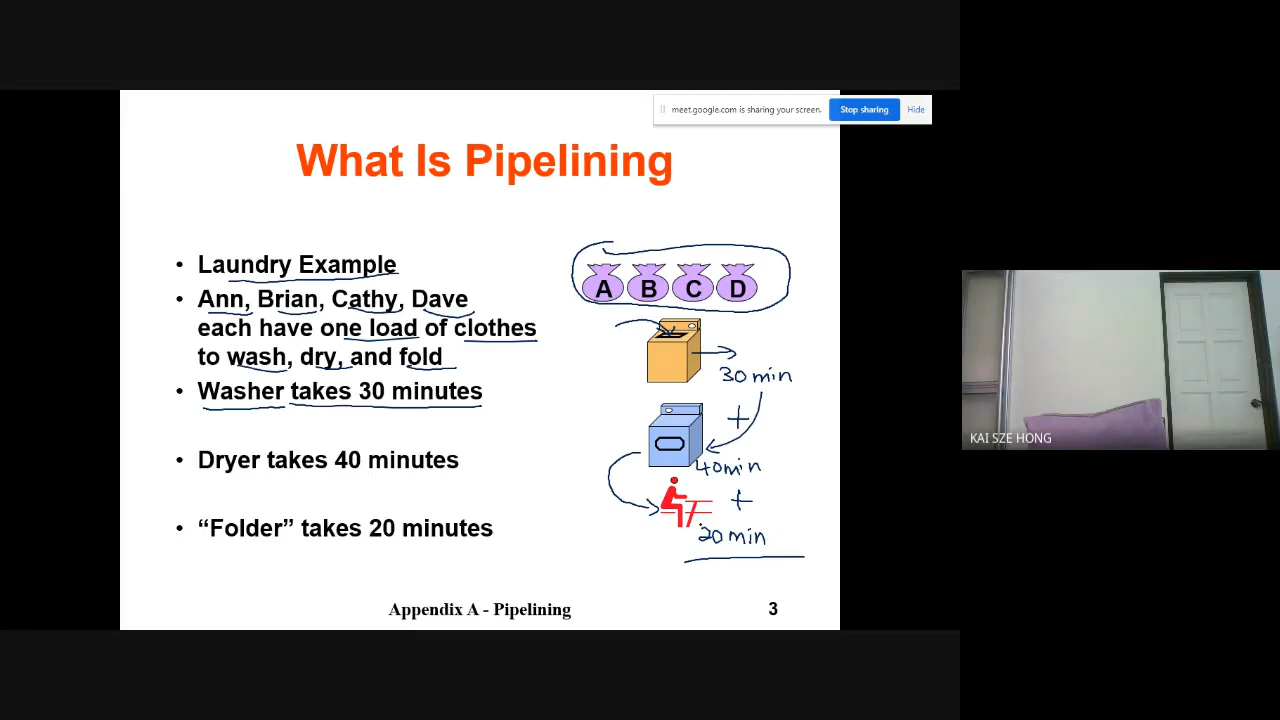 meet.google.com is sharing your screen.
Stop sharing
Hide
What Is Pipelining
• Laundry Example
• Ann, Brian, Cathy, Dave
each have one load of clothes
to wash, dry, and fold
• Washer takes 30 minutes
• Dryer takes 40 minutes
• “Folder” takes 20 minutes
A B C D
30 min
+
40 min
+
20 min
Appendix A - Pipelining
3
KAI SZE HONG